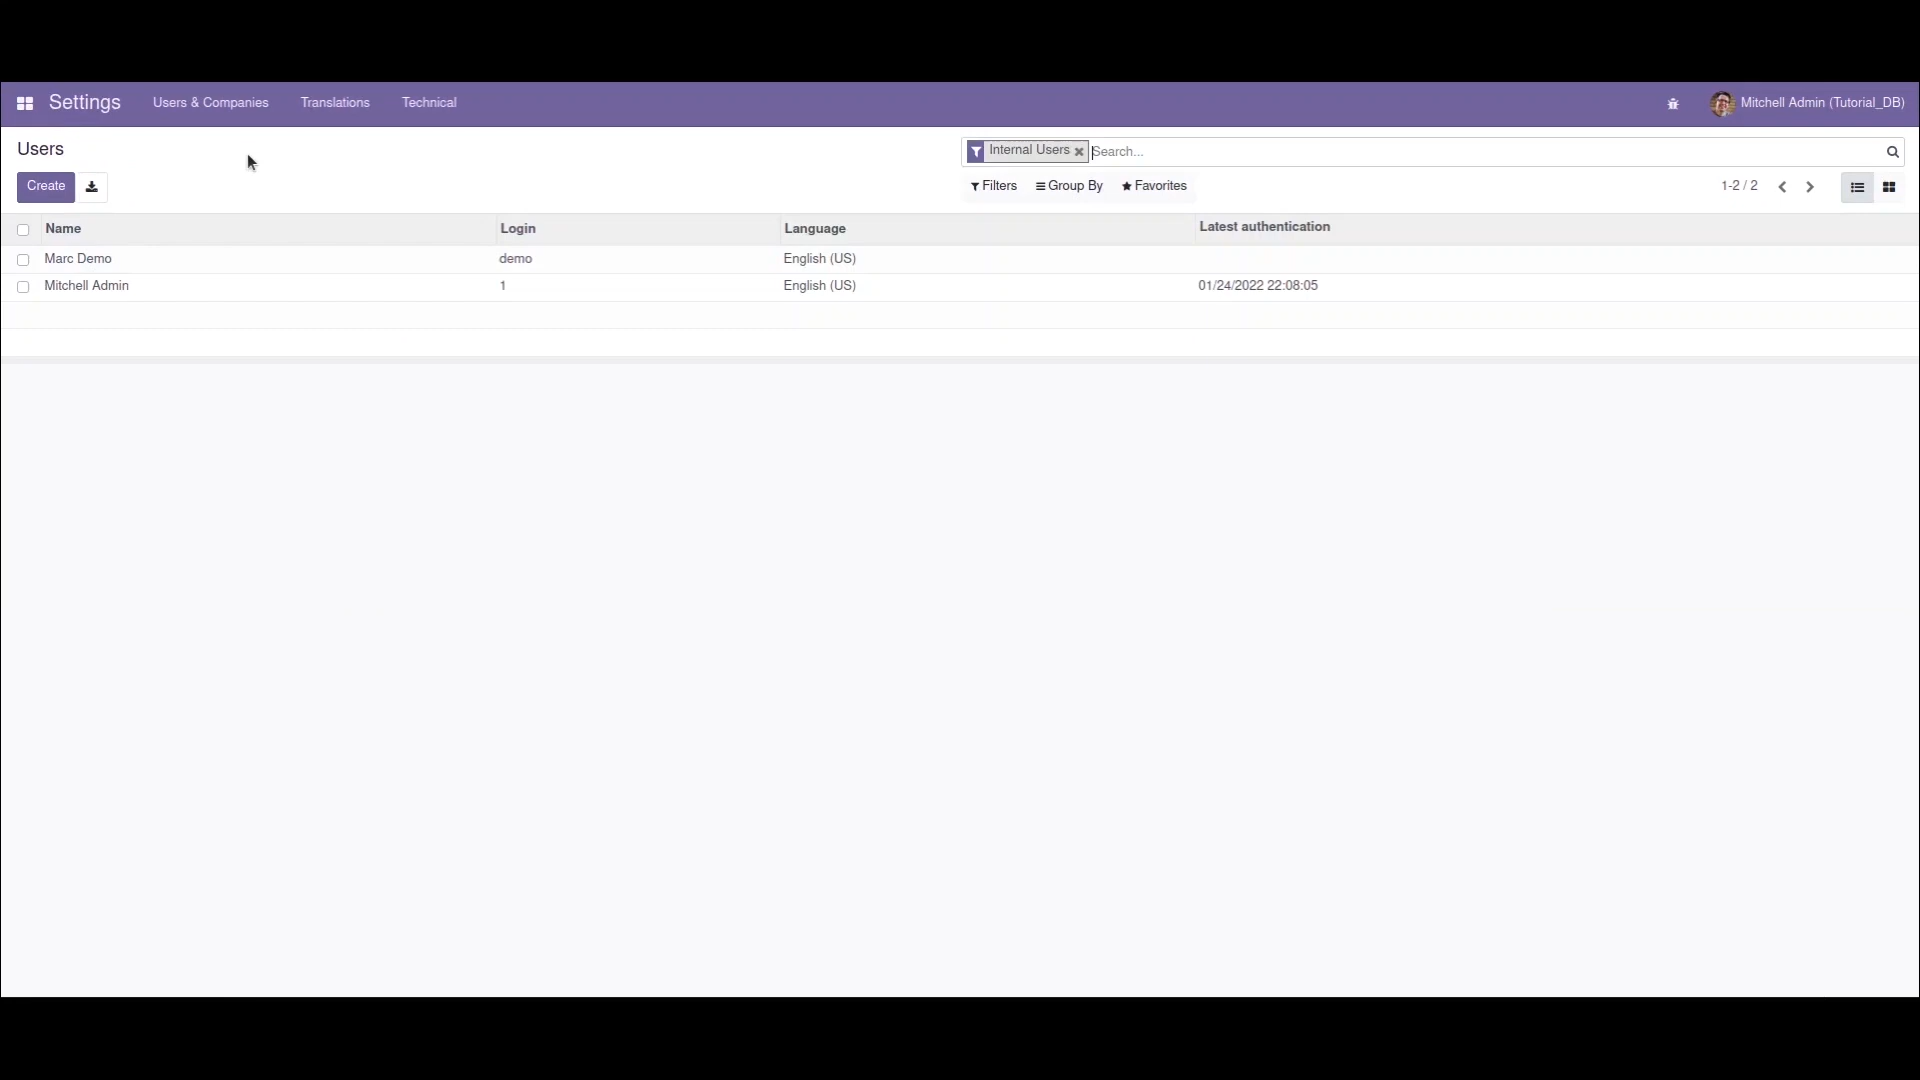 Settings Users & Companies Translations Technical Mitchell Admin (Tutorial_DB)
Users Internal Users Search...
Create Filters Group By Favorites 1-2 / 2
Name Login Language Latest authentication
Marc Demo demo English (US)
Mitchell Admin 1 English (US) 01/24/2022 22:08:05